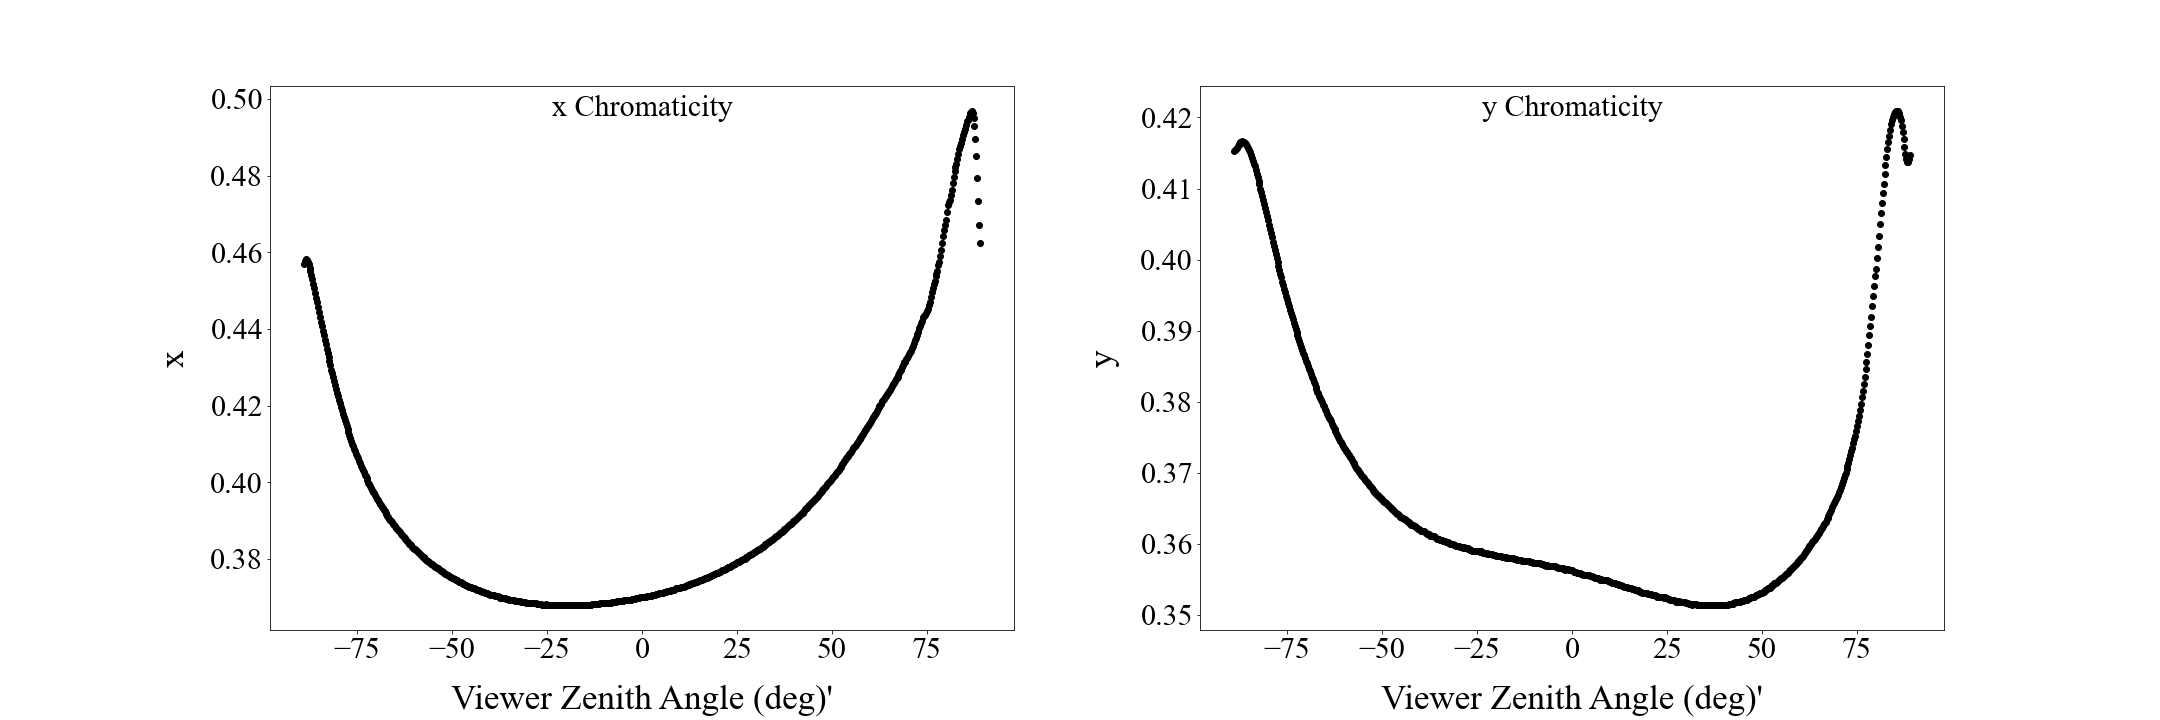 x Chromaticity
0.50
0.48
0.46
0.44
0.42
0.40
0.38
x
−75 −50 −25 0 25 50 75
Viewer Zenith Angle (deg)'
y Chromaticity
0.42
0.41
0.40
0.39
0.38
0.37
0.36
0.35
y
−75 −50 −25 0 25 50 75
Viewer Zenith Angle (deg)'